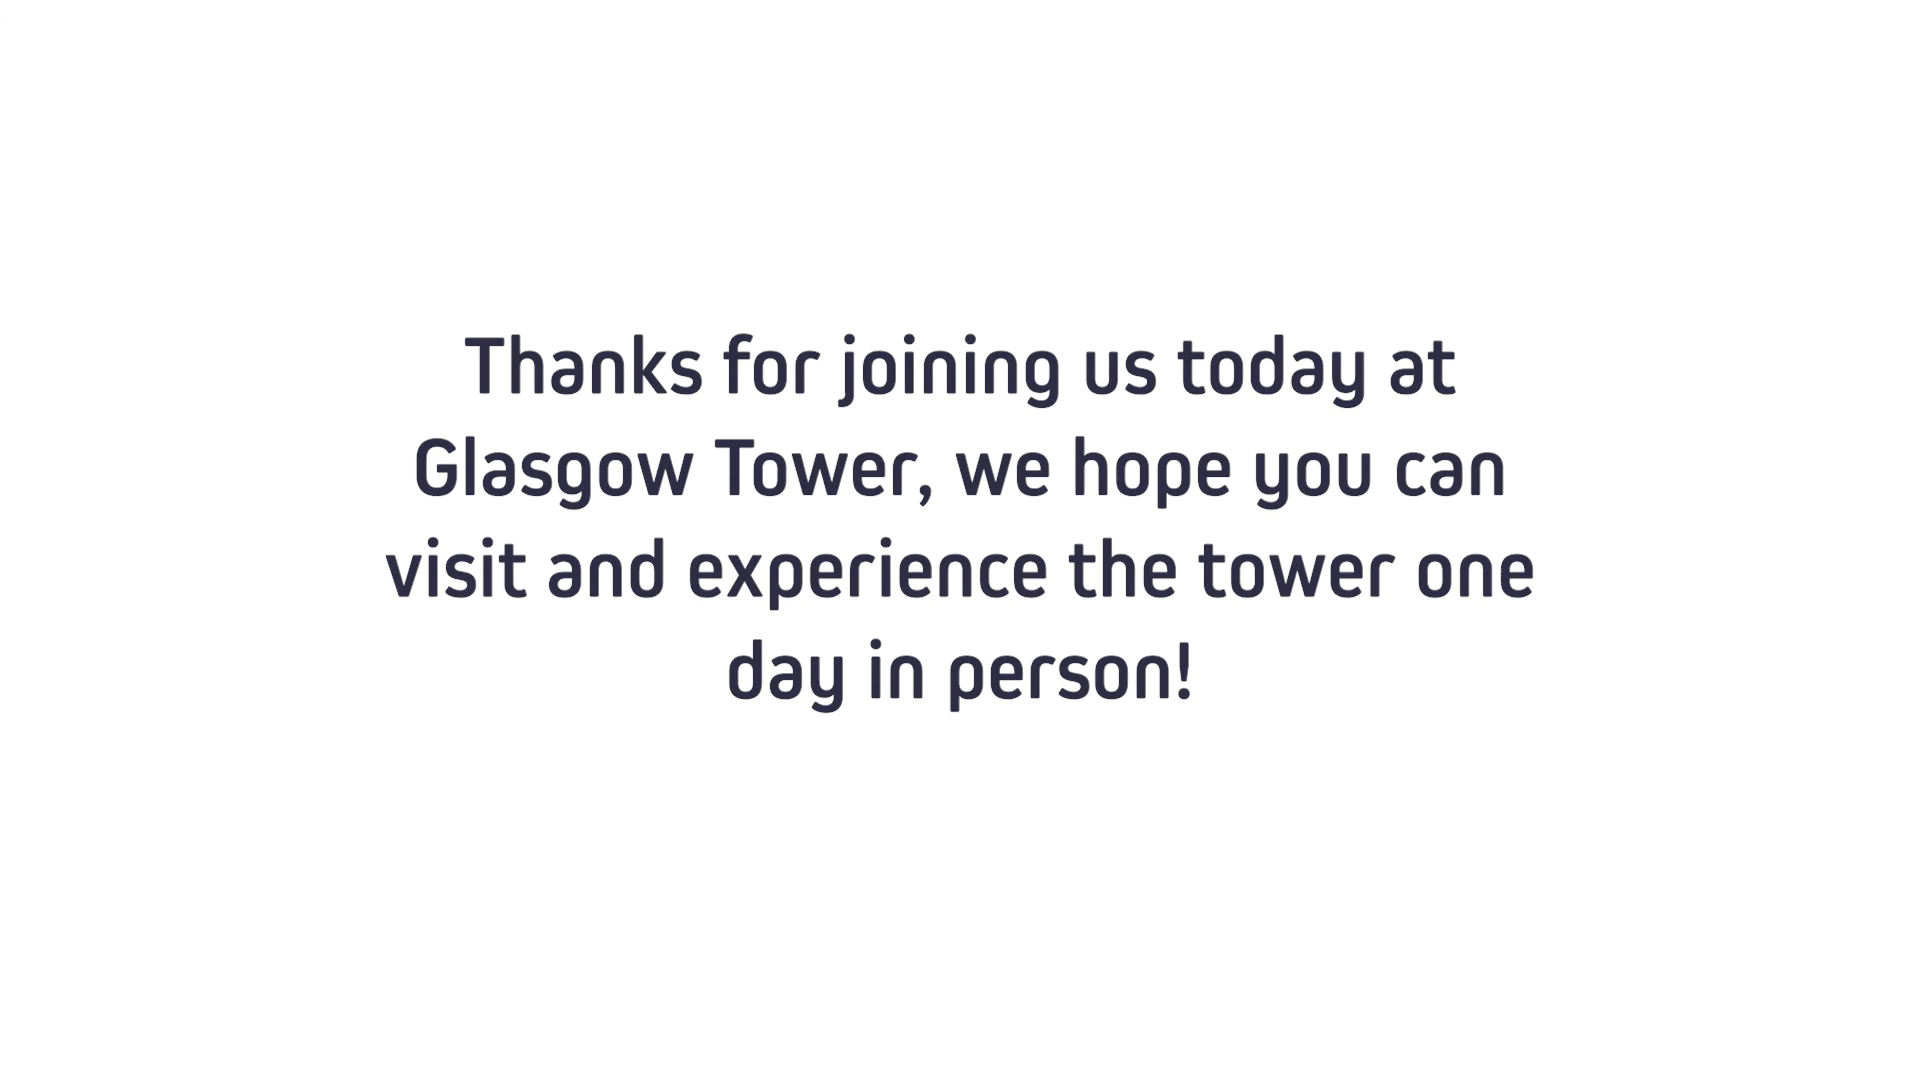 Thanks for joining us today at
Glasgow Tower, we hope you can
visit and experience the tower one
day in person!